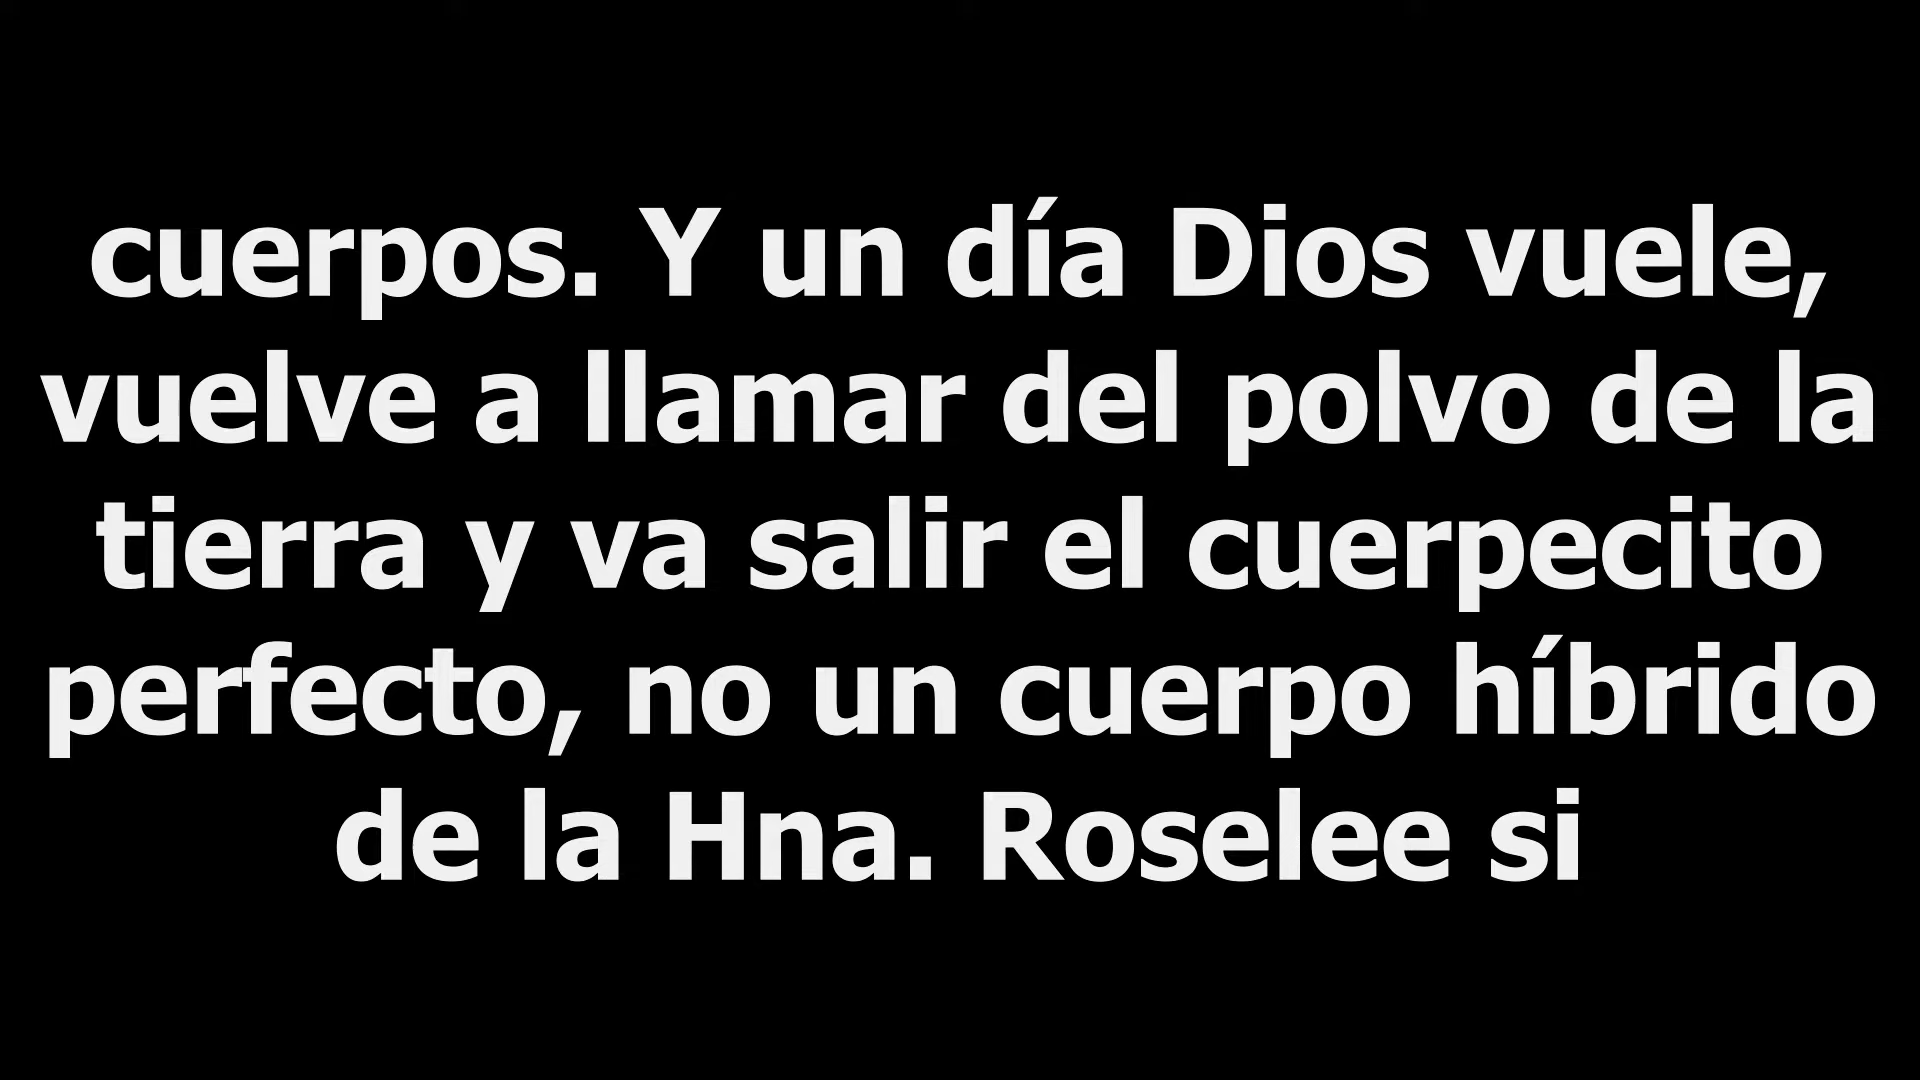 cuerpos. Y un día Dios vuele,
vuelve a llamar del polvo de la
tierra y va salir el cuerpecito
perfecto, no un cuerpo híbrido
de la Hna. Roselee si